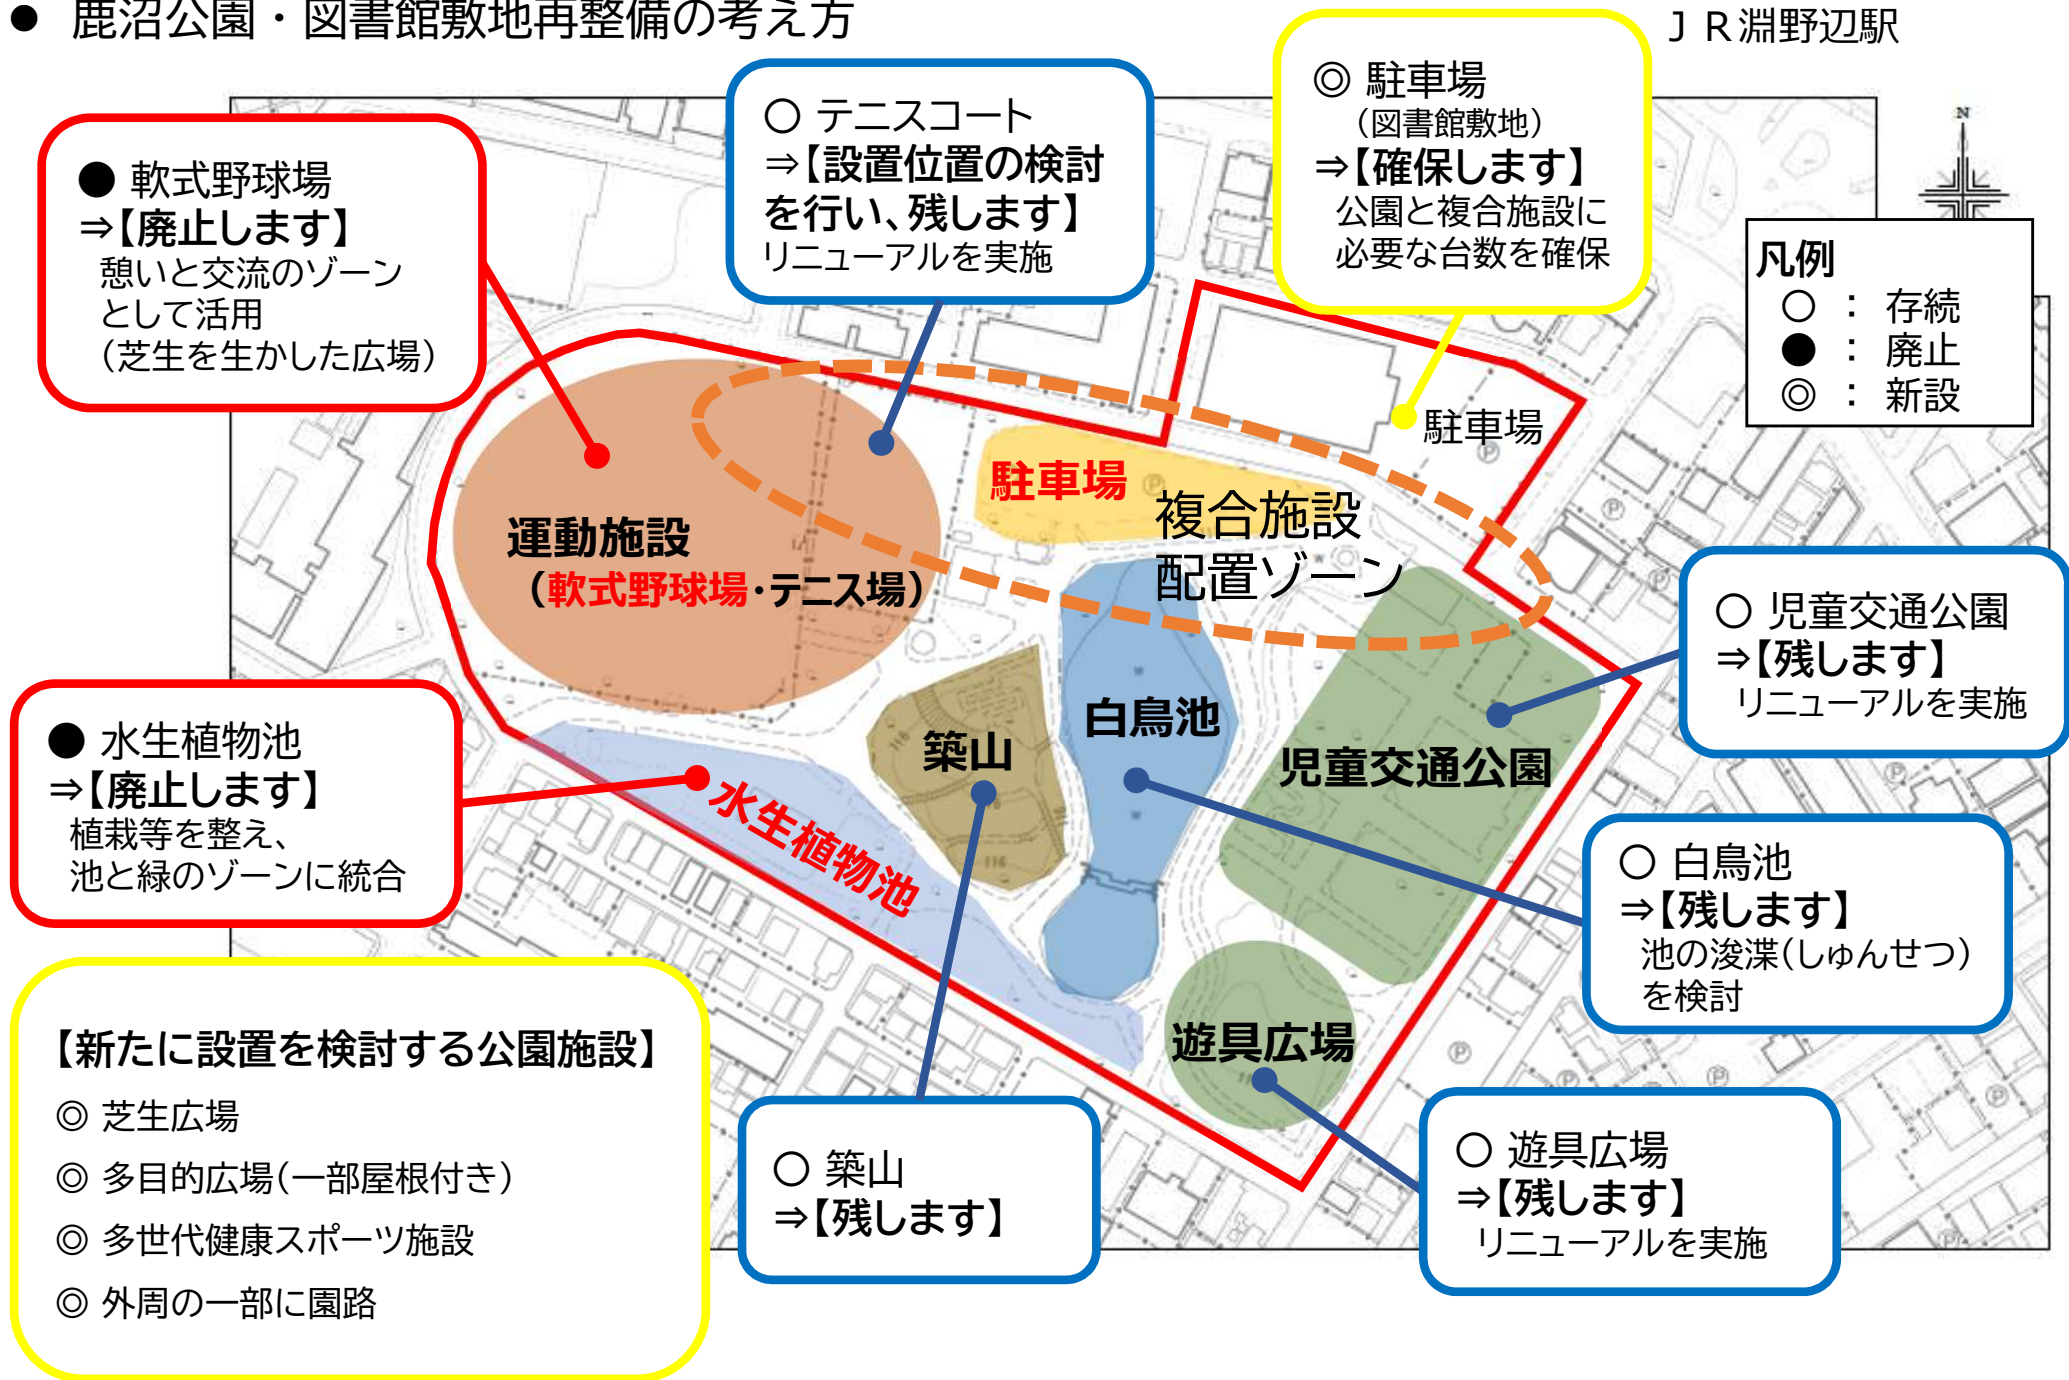 ● 鹿沼公園・図書館敷地再整備の考え方
ＪＲ淵野辺駅
● 軟式野球場
⇒【廃止します】
憩いと交流のゾーン
として活用
（芝生を生かした広場）
○ テニスコート
⇒【設置位置の検討
を行い、残します】
リニューアルを実施
◎ 駐車場
（図書館敷地）
⇒【確保します】
公園と複合施設に
必要な台数を確保
N
凡例
○ ： 存続
● ： 廃止
◎ ： 新設
駐車場
駐車場
複合施設
配置ゾーン
運動施設
（軟式野球場・テニス場）
○ 児童交通公園
⇒【残します】
リニューアルを実施
● 水生植物池
⇒【廃止します】
植栽等を整え、
池と緑のゾーンに統合
築山
白鳥池
児童交通公園
水生植物池
○ 白鳥池
⇒【残します】
池の浚渫（しゅんせつ）
を検討
遊具広場
【新たに設置を検討する公園施設】
◎ 芝生広場
◎ 多目的広場（一部屋根付き）
◎ 多世代健康スポーツ施設
◎ 外周の一部に園路
○ 築山
⇒【残します】
○ 遊具広場
⇒【残します】
リニューアルを実施